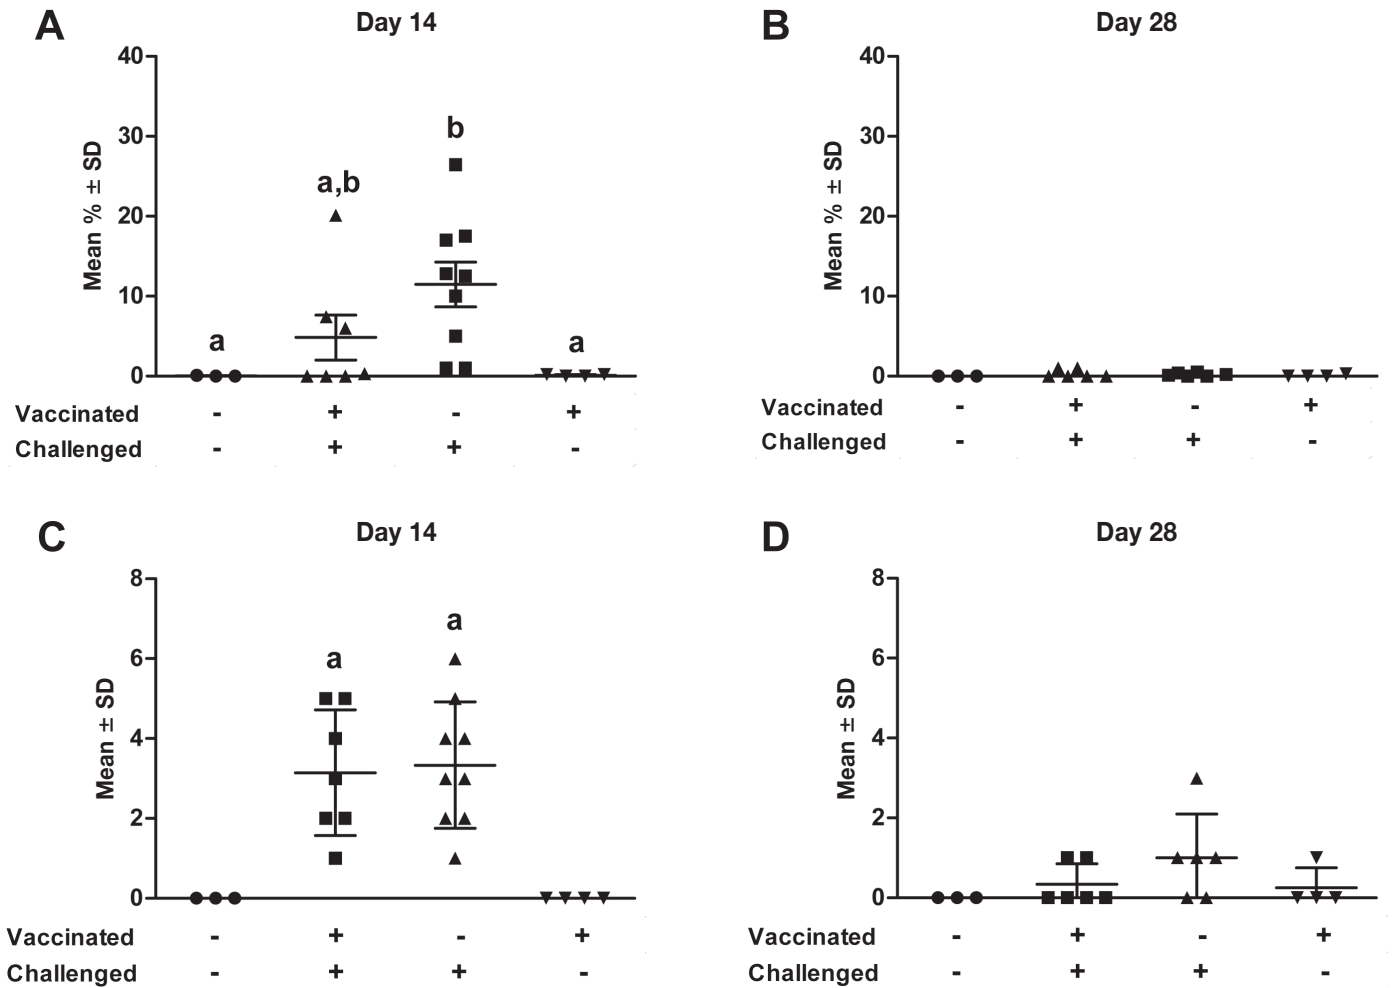 A
Day 14
40
30
20
10
0
Mean % ± SD
a
a,b
b
a
Vaccinated - + - +
Challenged - + + -
B
Day 28
40
30
20
10
0
Mean % ± SD
Vaccinated - + - +
Challenged - + + -
C
Day 14
8
6
4
2
0
Mean ± SD
a
a
Vaccinated - + - +
Challenged - + + -
D
Day 28
8
6
4
2
0
Mean ± SD
Vaccinated - + - +
Challenged - + + -